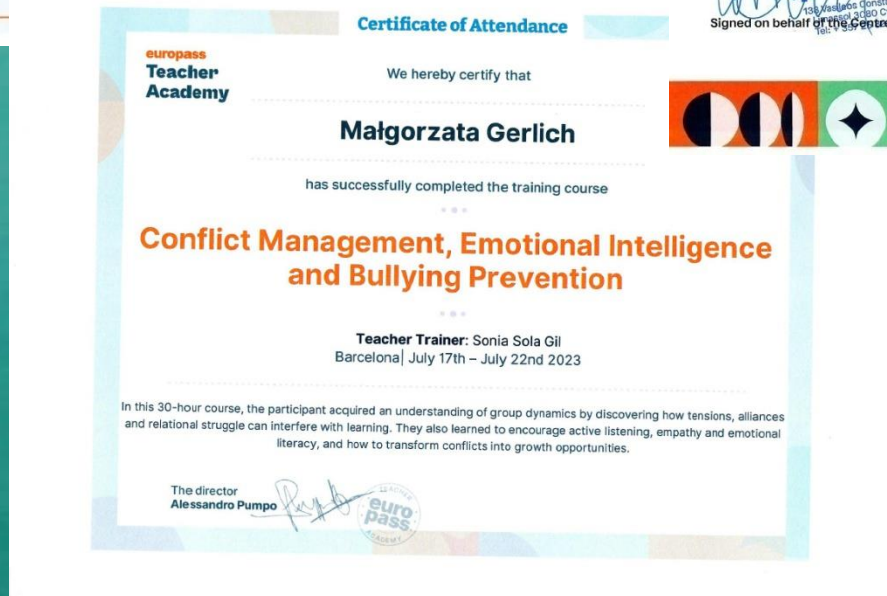 Certificate of Attendance
Signed on behalf of the Centre
europass
Teacher
Academy
We hereby certify that
Małgorzata Gerlich
has successfully completed the training course
Conflict Management, Emotional Intelligence
and Bullying Prevention
Teacher Trainer: Sonia Sola Gil
Barcelona| July 17th – July 22nd 2023
In this 30-hour course, the participant acquired an understanding of group dynamics by discovering how tensions, alliances
and relational struggle can interfere with learning. They also learned to encourage active listening, empathy and emotional
literacy, and how to transform conflicts into growth opportunities.
The director
Alessandro Pumpo
TEACHER
euro
pass
ACADEMY